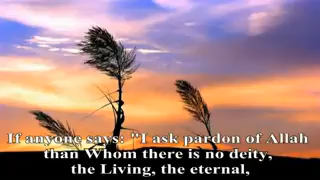 If anyone says: "I ask pardon of Allah
than Whom there is no deity,
the Living, the eternal,